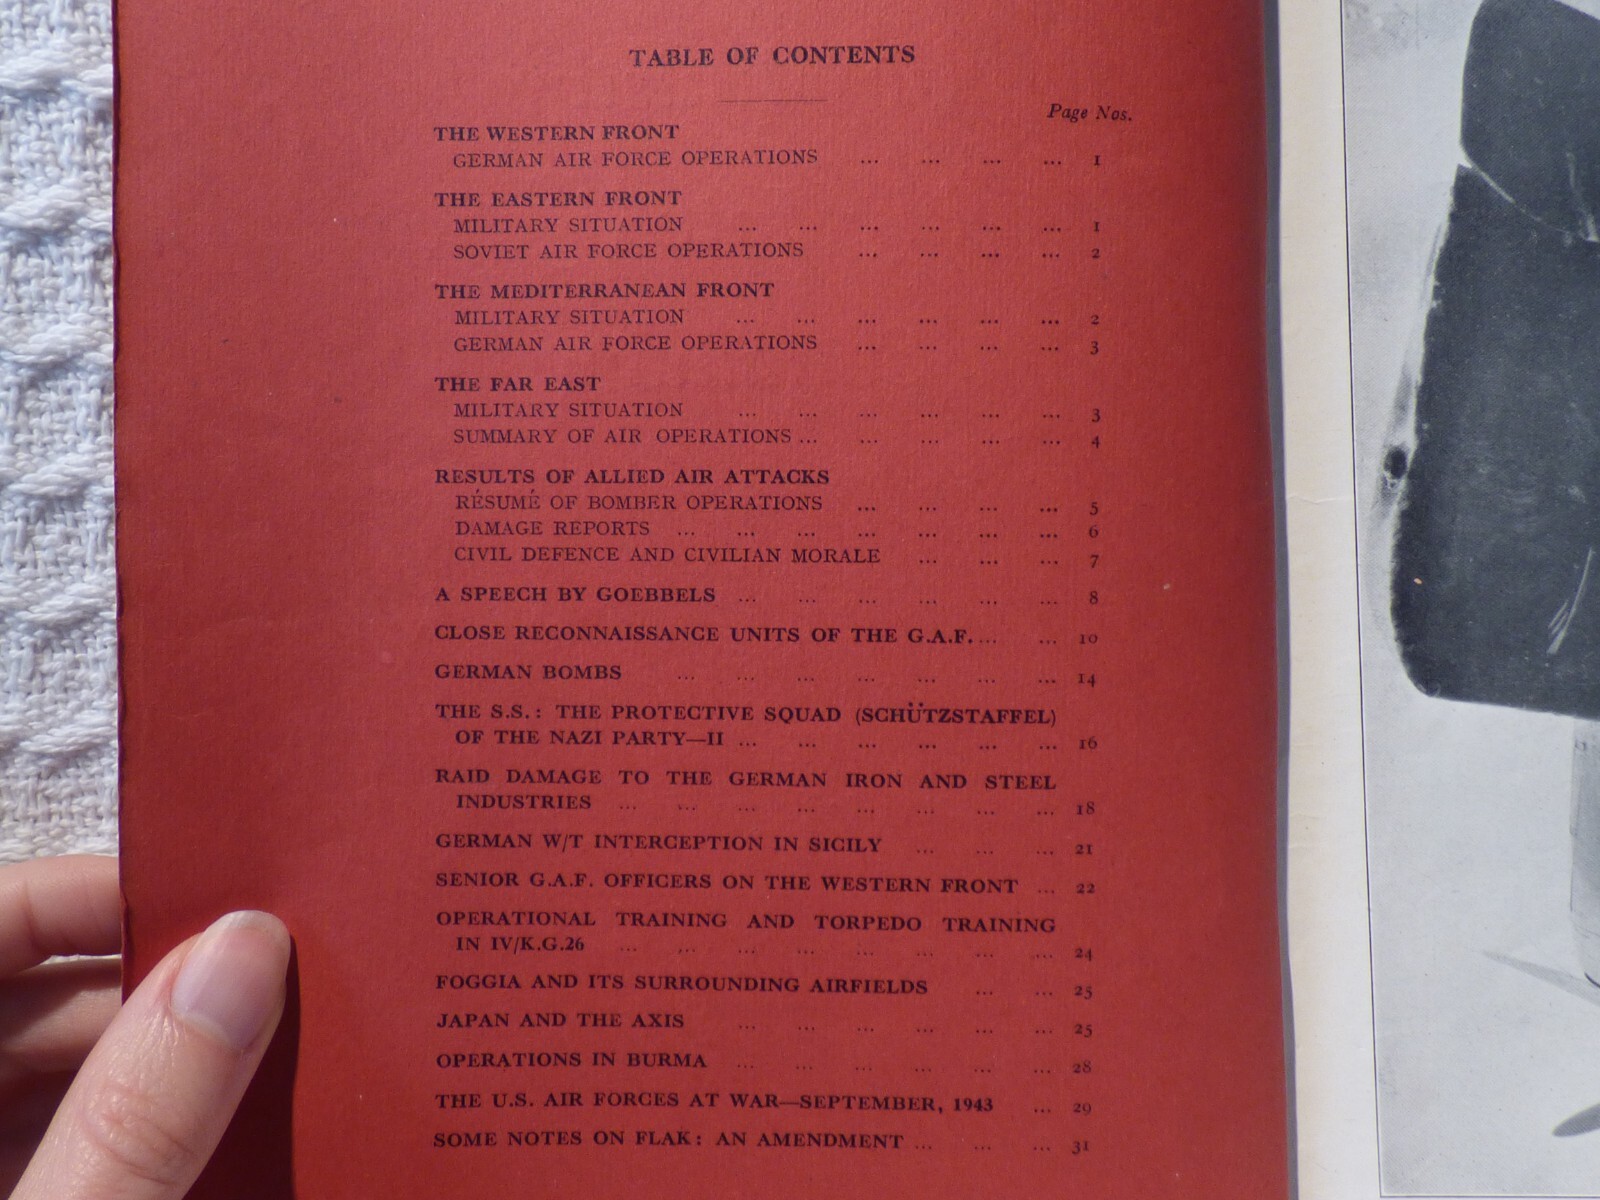 TABLE OF CONTENTS
Page Nos.
THE WESTERN FRONT
GERMAN AIR FORCE OPERATIONS ... ... ... ... 1
THE EASTERN FRONT
MILITARY SITUATION ... ... ... ... ... ... 1
SOVIET AIR FORCE OPERATIONS ... ... ... ... 2
THE MEDITERRANEAN FRONT
MILITARY SITUATION ... ... ... ... ... ... 2
GERMAN AIR FORCE OPERATIONS ... ... ... ... 3
THE FAR EAST
MILITARY SITUATION ... ... ... ... ... ... 3
SUMMARY OF AIR OPERATIONS ... ... ... ... ... 4
RESULTS OF ALLIED AIR ATTACKS
RÉSUMÉ OF BOMBER OPERATIONS ... ... ... ... 5
DAMAGE REPORTS ... ... ... ... ... ... ... 6
CIVIL DEFENCE AND CIVILIAN MORALE ... ... ... 7
A SPEECH BY GOEBBELS ... ... ... ... ... ... 8
CLOSE RECONNAISSANCE UNITS OF THE G.A.F. ... ... 10
GERMAN BOMBS ... ... ... ... ... ... ... 14
THE S.S.: THE PROTECTIVE SQUAD (SCHÜTZSTAFFEL)
OF THE NAZI PARTY—II ... ... ... ... ... ... 16
RAID DAMAGE TO THE GERMAN IRON AND STEEL
INDUSTRIES ... ... ... ... ... ... ... ... 18
GERMAN W/T INTERCEPTION IN SICILY ... ... ... 21
SENIOR G.A.F. OFFICERS ON THE WESTERN FRONT ... 22
OPERATIONAL TRAINING AND TORPEDO TRAINING
IN IV/K.G.26 ... ... ... ... ... ... ... ... 24
FOGGIA AND ITS SURROUNDING AIRFIELDS ... ... 25
JAPAN AND THE AXIS ... ... ... ... ... ... 25
OPERATIONS IN BURMA ... ... ... ... ... ... 28
THE U.S. AIR FORCES AT WAR—SEPTEMBER, 1943 ... 29
SOME NOTES ON FLAK: AN AMENDMENT ... ... ... 31